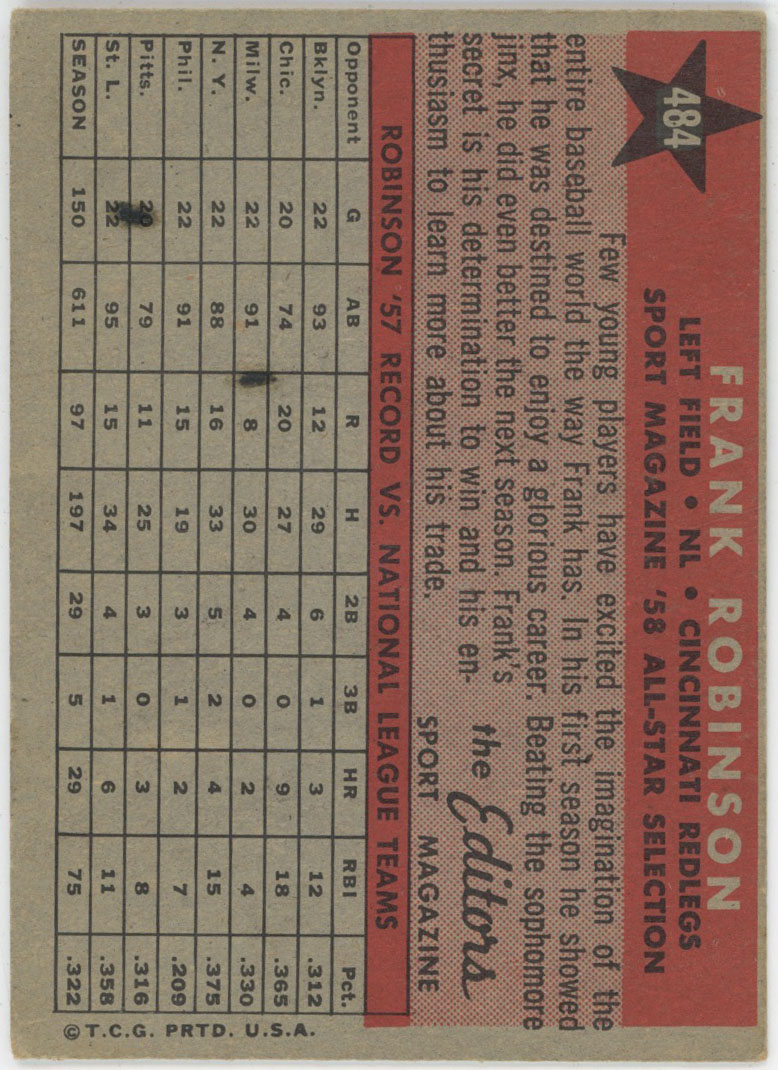 484
FRANK ROBINSON
LEFT FIELD • NL • CINCINNATI REDLEGS
SPORT MAGAZINE '58 ALL-STAR SELECTION
Few young players have excited the imagination of the
entire baseball world the way Frank has. In his first season he showed
that he was destined to enjoy a glorious career. Beating the sophomore
jinx, he did even better the next season. Frank's
secret is his determination to win and his en-
thusiasm to learn more about his trade.
the Editors
SPORT MAGAZINE
ROBINSON '57 RECORD VS. NATIONAL LEAGUE TEAMS
Opponent G AB R H 2B 3B HR RBI Pct.
Bklyn. 22 93 12 29 6 1 3 12 .312
Chic. 20 74 20 27 4 0 9 18 .365
Milw. 22 91 8 30 4 0 2 4 .330
N. Y. 22 88 16 33 5 2 4 15 .375
Phil. 22 91 15 19 3 1 2 7 .209
Pitts. 20 79 11 25 3 0 3 8 .316
St. L. 22 95 15 34 4 1 6 11 .358
SEASON 150 611 97 197 29 5 29 75 .322
© T.C.G. PRTD. U.S.A.